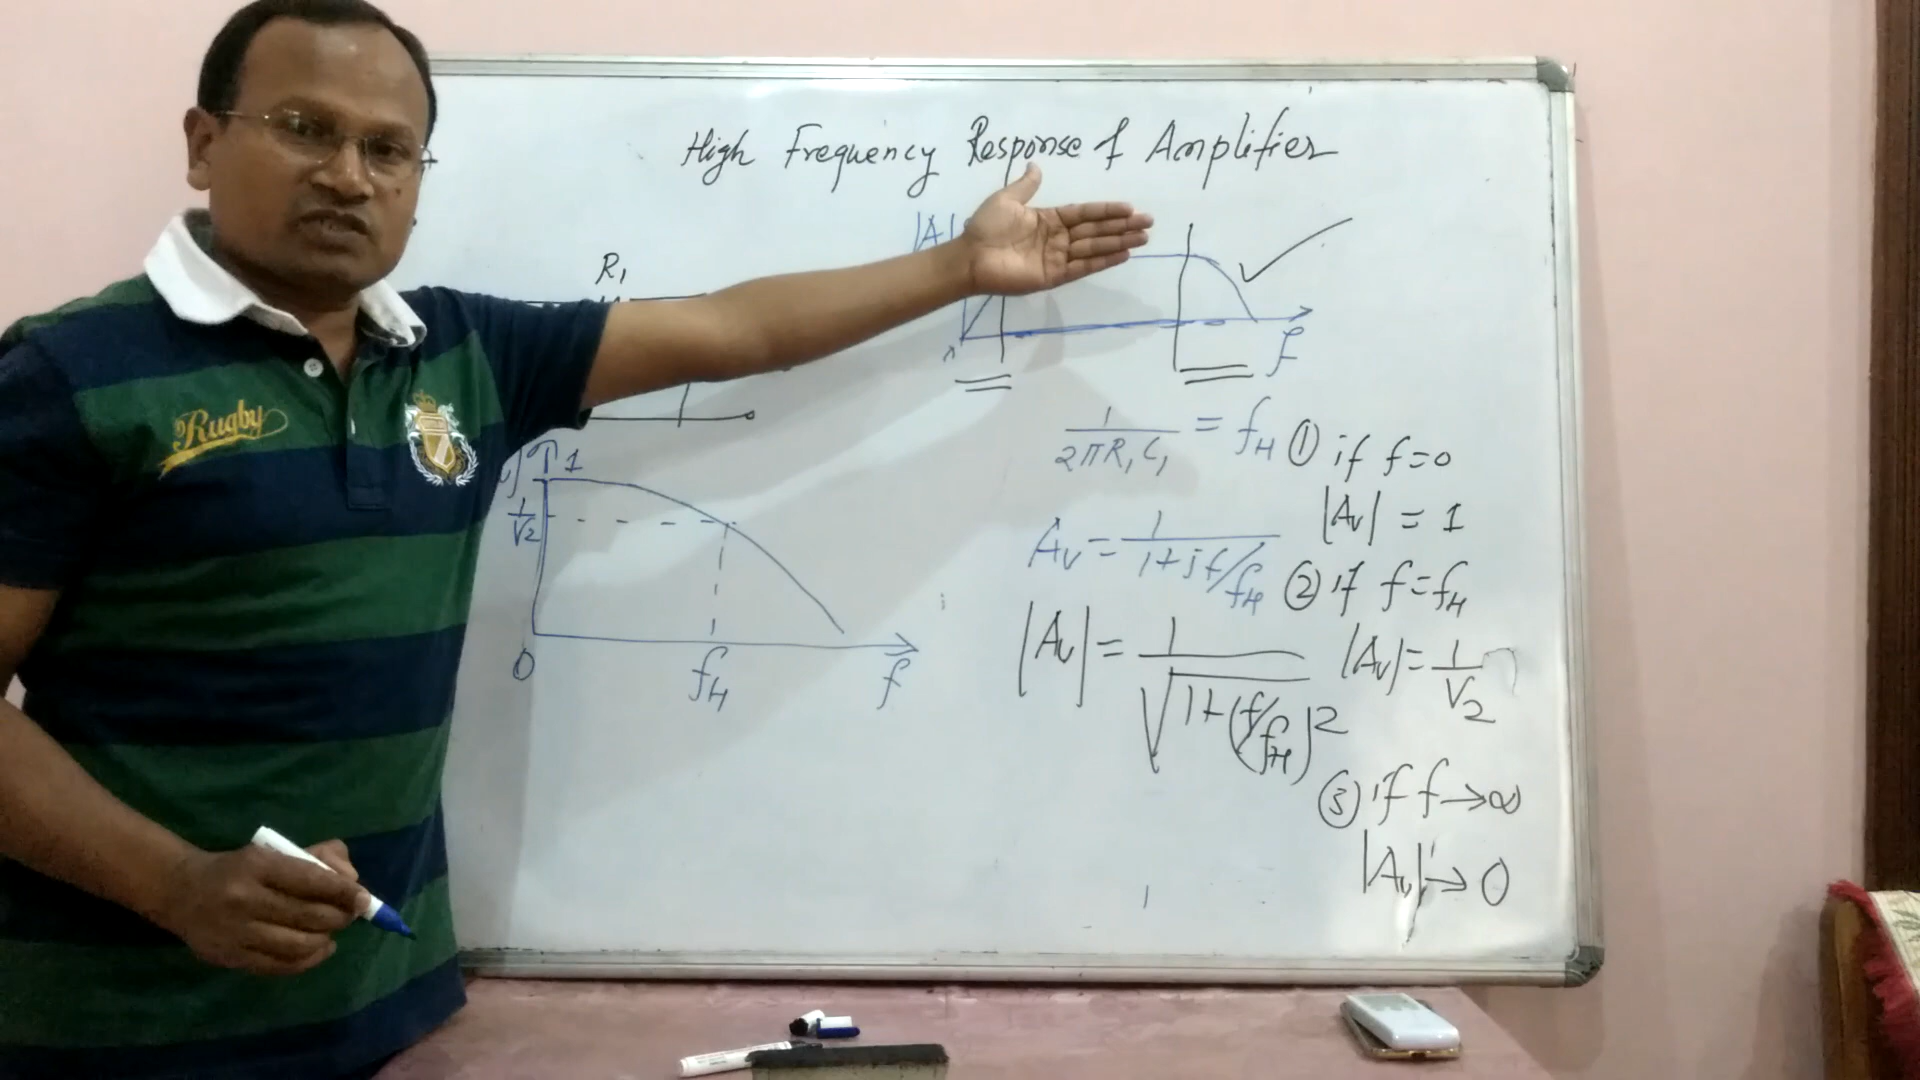 High Frequency Response of Amplifier
|A|
R₁
f
Rugby
1/(2πR₁C₁) = fH
① if f=0
|Av| = 1
1
1/√2
0
fH
f
Av = 1/(1+jf/fH)
② if f=fH
|Av| = 1/√(1+(f/fH)²)
|Av| = 1/√2
③ if f→∞
|Av|→0